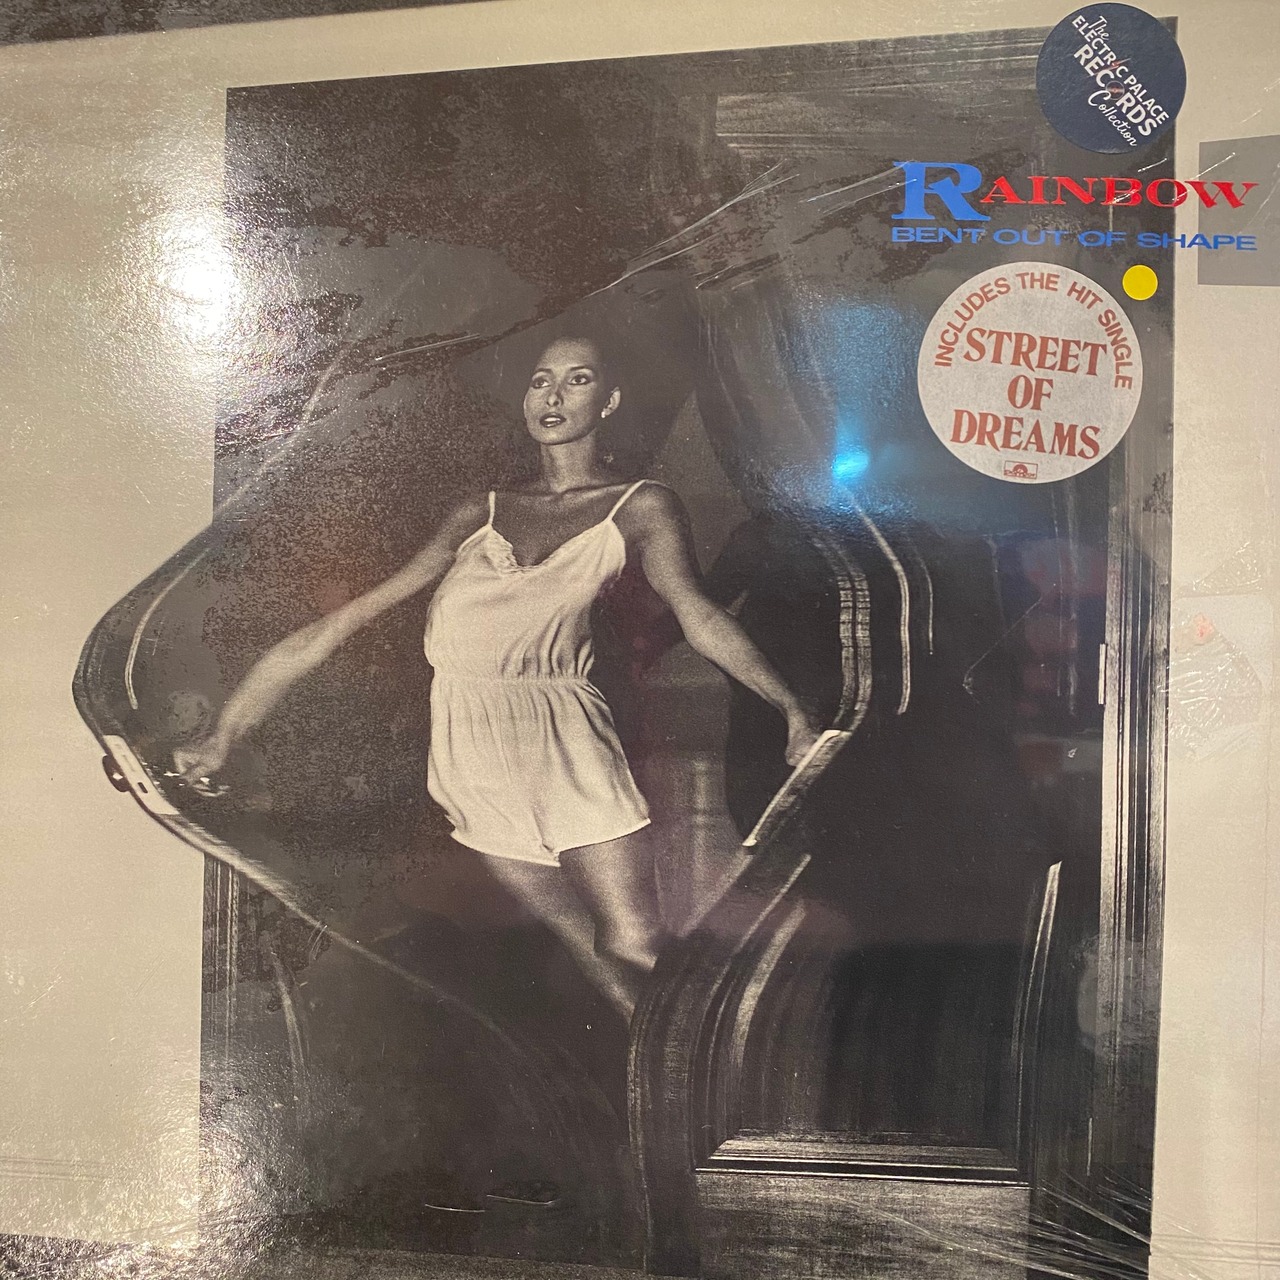 The
ELECTRIC PALACE
RECORDS
Collection
RAINBOW
BENT OUT OF SHAPE
INCLUDES THE HIT SINGLE
STREET
OF
DREAMS